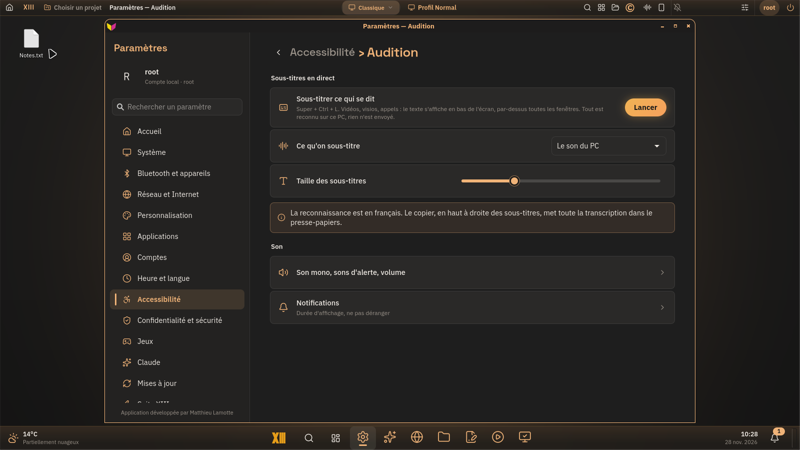 XIII
Choisir un projet
Paramètres — Audition
Classique
Profil Normal
root
Notes.txt
Paramètres — Audition
Paramètres
R
root
Compte local · root
Rechercher un paramètre
Accueil
Système
Bluetooth et appareils
Réseau et Internet
Personnalisation
Applications
Comptes
Heure et langue
Accessibilité
Confidentialité et sécurité
Jeux
Claude
Mises à jour
Application développée par Matthieu Lamotte
Accessibilité > Audition
Sous-titres en direct
Sous-titrer ce qui se dit
Super + Ctrl + L. Vidéos, visios, appels : le texte s'affiche en bas de l'écran, par-dessus toutes les fenêtres. Tout est
reconnu sur ce PC, rien n'est envoyé.
Lancer
Ce qu'on sous-titre
Le son du PC
Taille des sous-titres
La reconnaissance est en français. Le copier, en haut à droite des sous-titres, met toute la transcription dans le
presse-papiers.
Son
Son mono, sons d'alerte, volume
Notifications
Durée d'affichage, ne pas déranger
14°C
Partiellement nuageux
XIII
10:28
28 nov. 2026
1